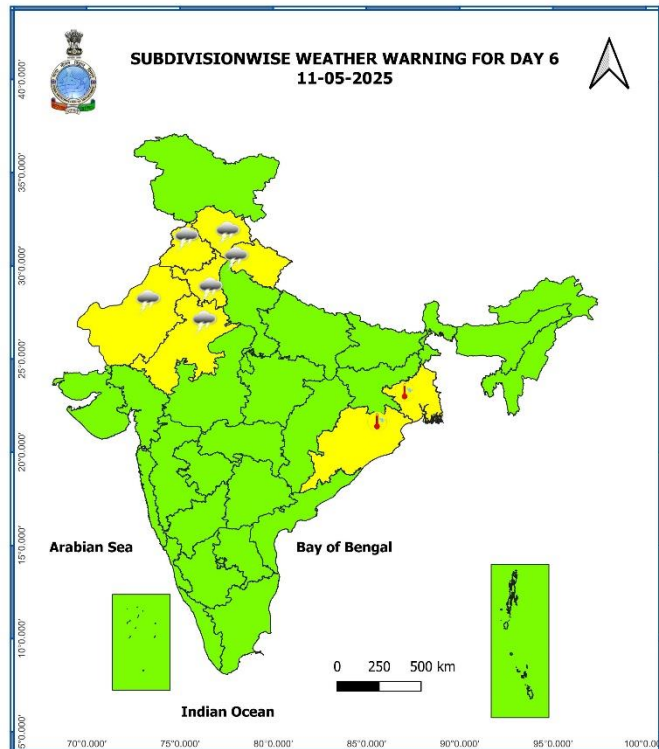 SUBDIVISIONWISE WEATHER WARNING FOR DAY 6
11-05-2025
40°0.000'
35°0.000'
30°0.000'
25°0.000'
20°0.000'
15°0.000'
10°0.000'
5°0.000'
Arabian Sea
Bay of Bengal
0 250 500 km
Indian Ocean
70°0.000' 75°0.000' 80°0.000' 85°0.000' 90°0.000' 95°0.000' 100°0.000'